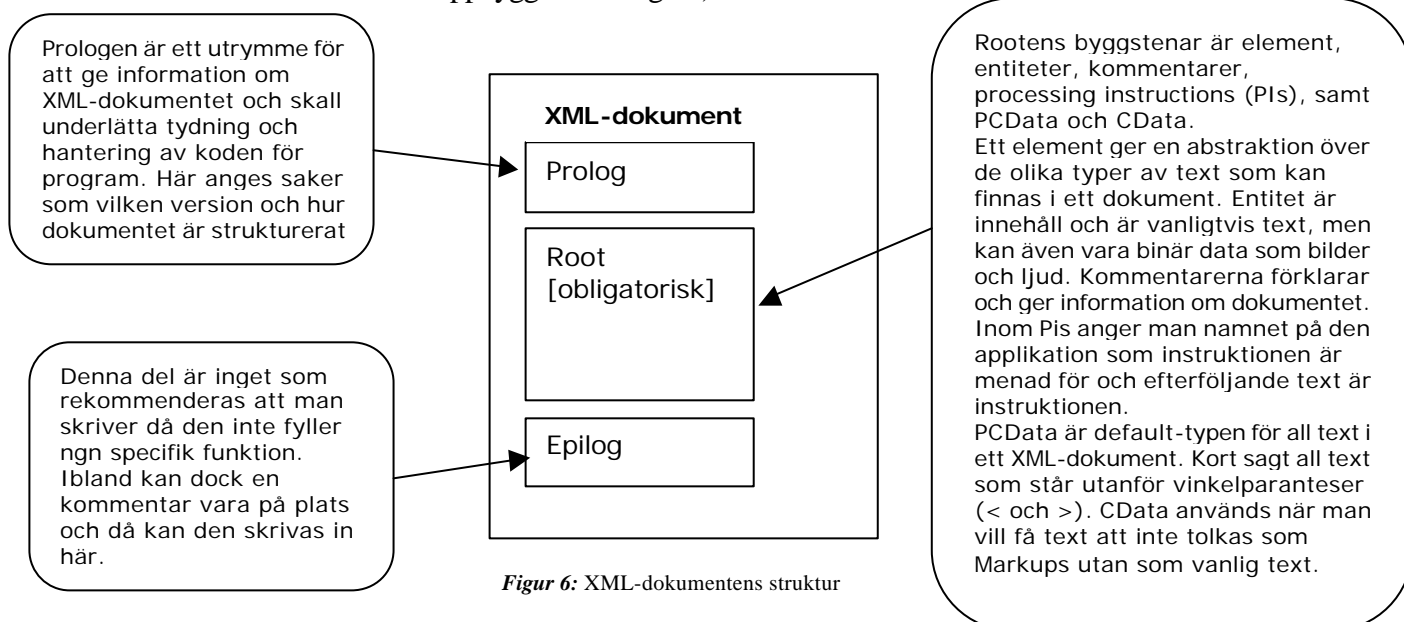 Prologen är ett utrymme för
att ge information om
XML-dokumentet och skall
underlätta tydning och
hantering av koden för
program. Här anges saker
som vilken version och hur
dokumentet är strukturerat
XML-dokument
Prolog
Root
[obligatorisk]
Epilog
Denna del är inget som
rekommenderas att man
skriver då den inte fyller
ngn specifik funktion.
Ibland kan dock en
kommentar vara på plats
och då kan den skrivas in
här.
Rootens byggstenar är element,
entiteter, kommentarer,
processing instructions (PIs), samt
PCData och CData.
Ett element ger en abstraktion över
de olika typer av text som kan
finnas i ett dokument. Entitet är
innehåll och är vanligtvis text, men
kan även vara binär data som bilder
och ljud. Kommentarerna förklarar
och ger information om dokumentet.
Inom Pis anger man namnet på den
applikation som instruktionen är
menad för och efterföljande text är
instruktionen.
PCData är default-typen för all text i
ett XML-dokument. Kort sagt all text
som står utanför vinkelparanteser
(< och >). CData används när man
vill få text att inte tolkas som
Markups utan som vanlig text.
Figur 6: XML-dokumentens struktur